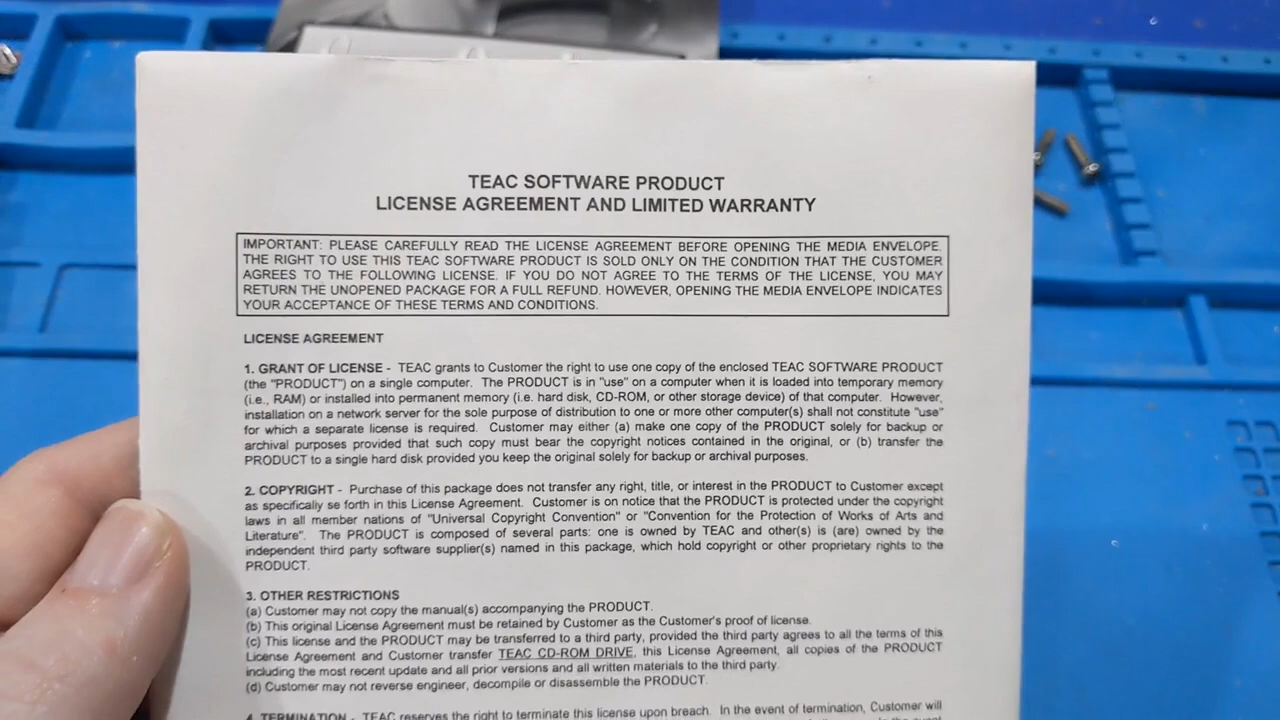 TEAC SOFTWARE PRODUCT
LICENSE AGREEMENT AND LIMITED WARRANTY
IMPORTANT: PLEASE CAREFULLY READ THE LICENSE AGREEMENT BEFORE OPENING THE MEDIA ENVELOPE.
THE RIGHT TO USE THIS TEAC SOFTWARE PRODUCT IS SOLD ONLY ON THE CONDITION THAT THE CUSTOMER
AGREES TO THE FOLLOWING LICENSE. IF YOU DO NOT AGREE TO THE TERMS OF THE LICENSE, YOU MAY
RETURN THE UNOPENED PACKAGE FOR A FULL REFUND. HOWEVER, OPENING THE MEDIA ENVELOPE INDICATES
YOUR ACCEPTANCE OF THESE TERMS AND CONDITIONS.
LICENSE AGREEMENT
1. GRANT OF LICENSE - TEAC grants to Customer the right to use one copy of the enclosed TEAC SOFTWARE PRODUCT
(the "PRODUCT") on a single computer. The PRODUCT is in "use" on a computer when it is loaded into temporary memory
(i.e., RAM) or installed into permanent memory (i.e. hard disk, CD-ROM, or other storage device) of that computer. However,
installation on a network server for the sole purpose of distribution to one or more other computer(s) shall not constitute "use"
for which a separate license is required. Customer may either (a) make one copy of the PRODUCT solely for backup or
archival purposes provided that such copy must bear the copyright notices contained in the original, or (b) transfer the
PRODUCT to a single hard disk provided you keep the original solely for backup or archival purposes.
2. COPYRIGHT - Purchase of this package does not transfer any right, title, or interest in the PRODUCT to Customer except
as specifically se forth in this License Agreement. Customer is on notice that the PRODUCT is protected under the copyright
laws in all member nations of "Universal Copyright Convention" or "Convention for the Protection of Works of Arts and
Literature". The PRODUCT is composed of several parts: one is owned by TEAC and other(s) is (are) owned by the
independent third party software supplier(s) named in this package, which hold copyright or other proprietary rights to the
PRODUCT.
3. OTHER RESTRICTIONS
(a) Customer may not copy the manual(s) accompanying the PRODUCT.
(b) This original License Agreement must be retained by Customer as the Customer's proof of license.
(c) This license and the PRODUCT may be transferred to a third party, provided the third party agrees to all the terms of this
License Agreement and Customer transfer TEAC CD-ROM DRIVE, this License Agreement, all copies of the PRODUCT
including the most recent update and all prior versions and all written materials to the third party.
(d) Customer may not reverse engineer, decompile or disassemble the PRODUCT.
4. TERMINATION - TEAC reserves the right to terminate this license upon breach. In the event of termination, Customer will